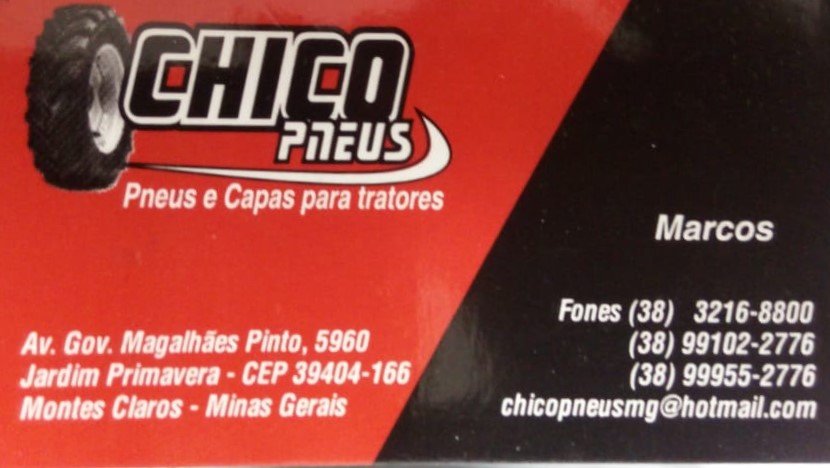 CHICO
PNEUS
Pneus e Capas para tratores
Marcos
Av. Gov. Magalhães Pinto, 5960
Jardim Primavera - CEP 39404-166
Montes Claros - Minas Gerais
Fones (38) 3216-8800
(38) 99102-2776
(38) 99955-2776
chicopneusmg@hotmail.com